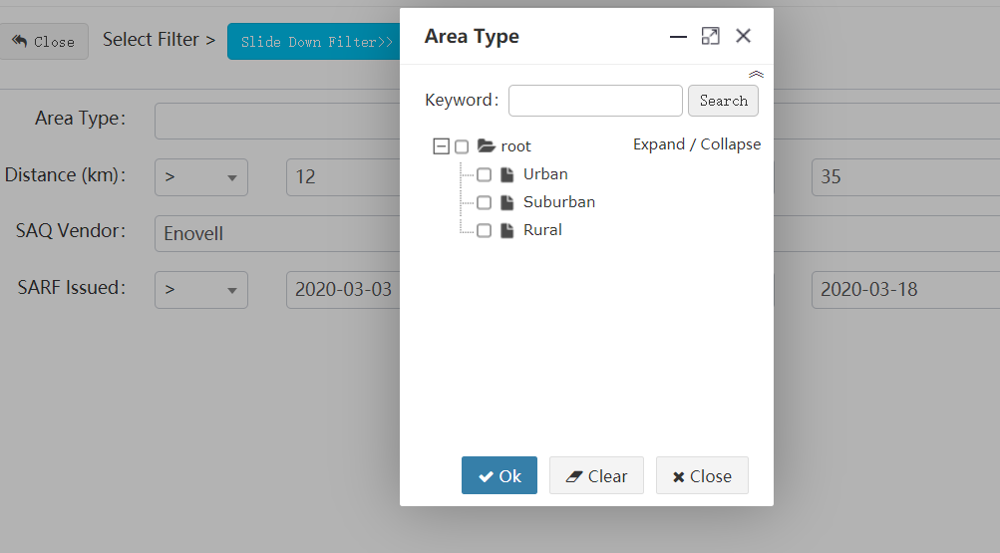 Close Select Filter > Slide Down Filter>>
Area Type
Keyword: Search
Expand / Collapse
root
Urban
Suburban
Rural
Ok Clear Close
Area Type:
Distance (km): > 12 35
SAQ Vendor: Enovell
SARF Issued: > 2020-03-03 2020-03-18